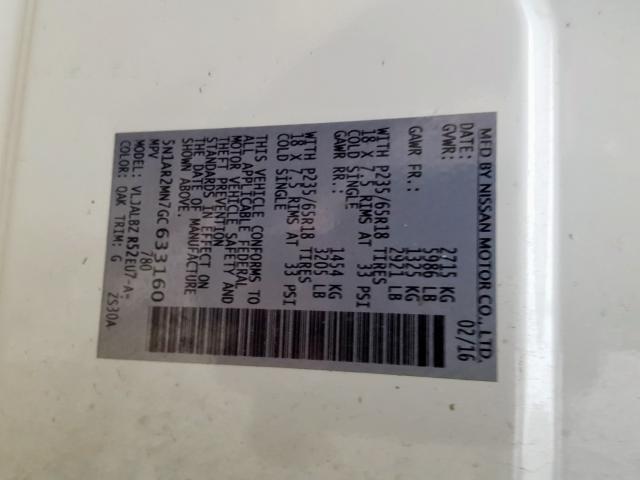 MFD BY NISSAN MOTOR CO., LTD.
DATE: 02/16
GVWR: 2715 KG
5986 LB
GAWR FR.: 1325 KG
2921 LB
WITH P235/65R18 TIRES
18 X 7.5 RIMS AT 33 PSI
COLD SINGLE
GAWR RR.: 1454 KG
3205 LB
WITH P235/65R18 TIRES
18 X 7.5 RIMS AT 33 PSI
COLD SINGLE
THIS VEHICLE CONFORMS TO
ALL APPLICABLE FEDERAL
MOTOR VEHICLE SAFETY AND
THEFT PREVENTION
STANDARDS IN EFFECT ON
THE DATE OF MANUFACTURE
SHOWN ABOVE.
5N1AR2MN7GC633160
MPV 780
MODEL: VLJALBZ R52EU7-A-
COLOR: QAK TRIM: G 2S30A